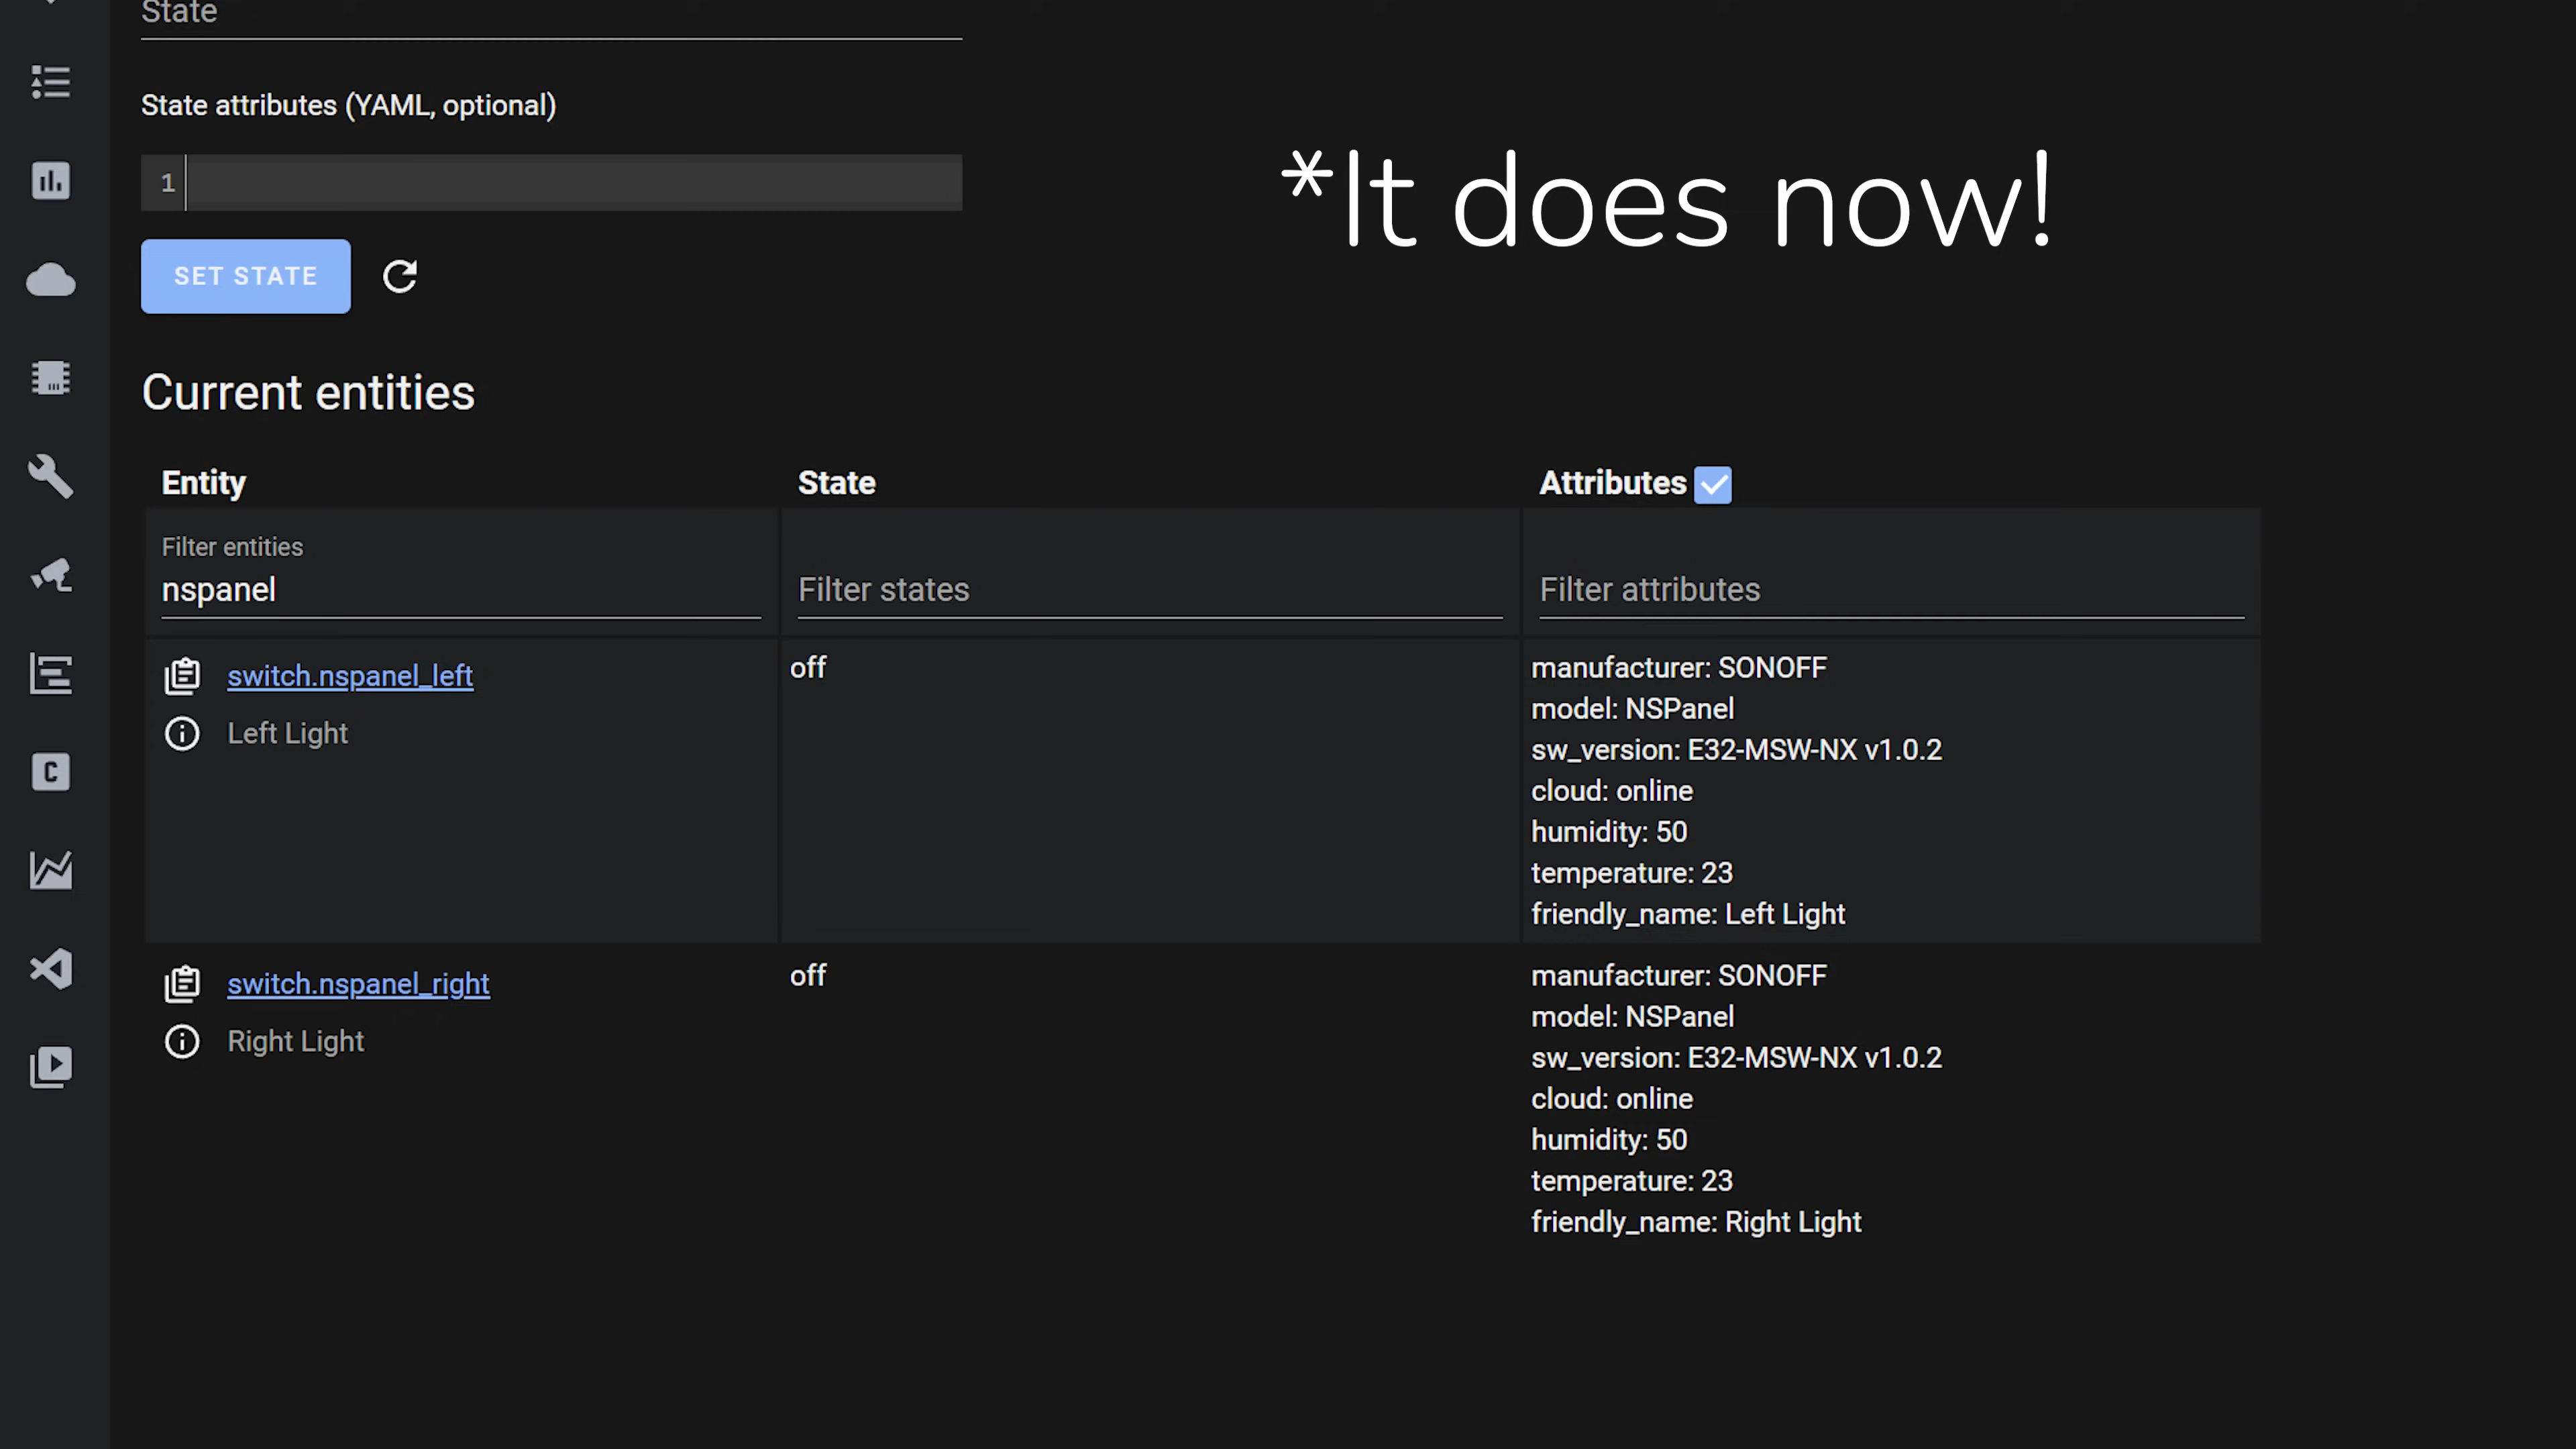 State
State attributes (YAML, optional)
*It does now!
1
SET STATE
Current entities
Entity State Attributes
Filter entities
nspanel Filter states Filter attributes
switch.nspanel_left off manufacturer: SONOFF
model: NSPanel
Left Light
sw_version: E32-MSW-NX v1.0.2
cloud: online
humidity: 50
temperature: 23
friendly_name: Left Light
switch.nspanel_right off manufacturer: SONOFF
model: NSPanel
Right Light
sw_version: E32-MSW-NX v1.0.2
cloud: online
humidity: 50
temperature: 23
friendly_name: Right Light
C